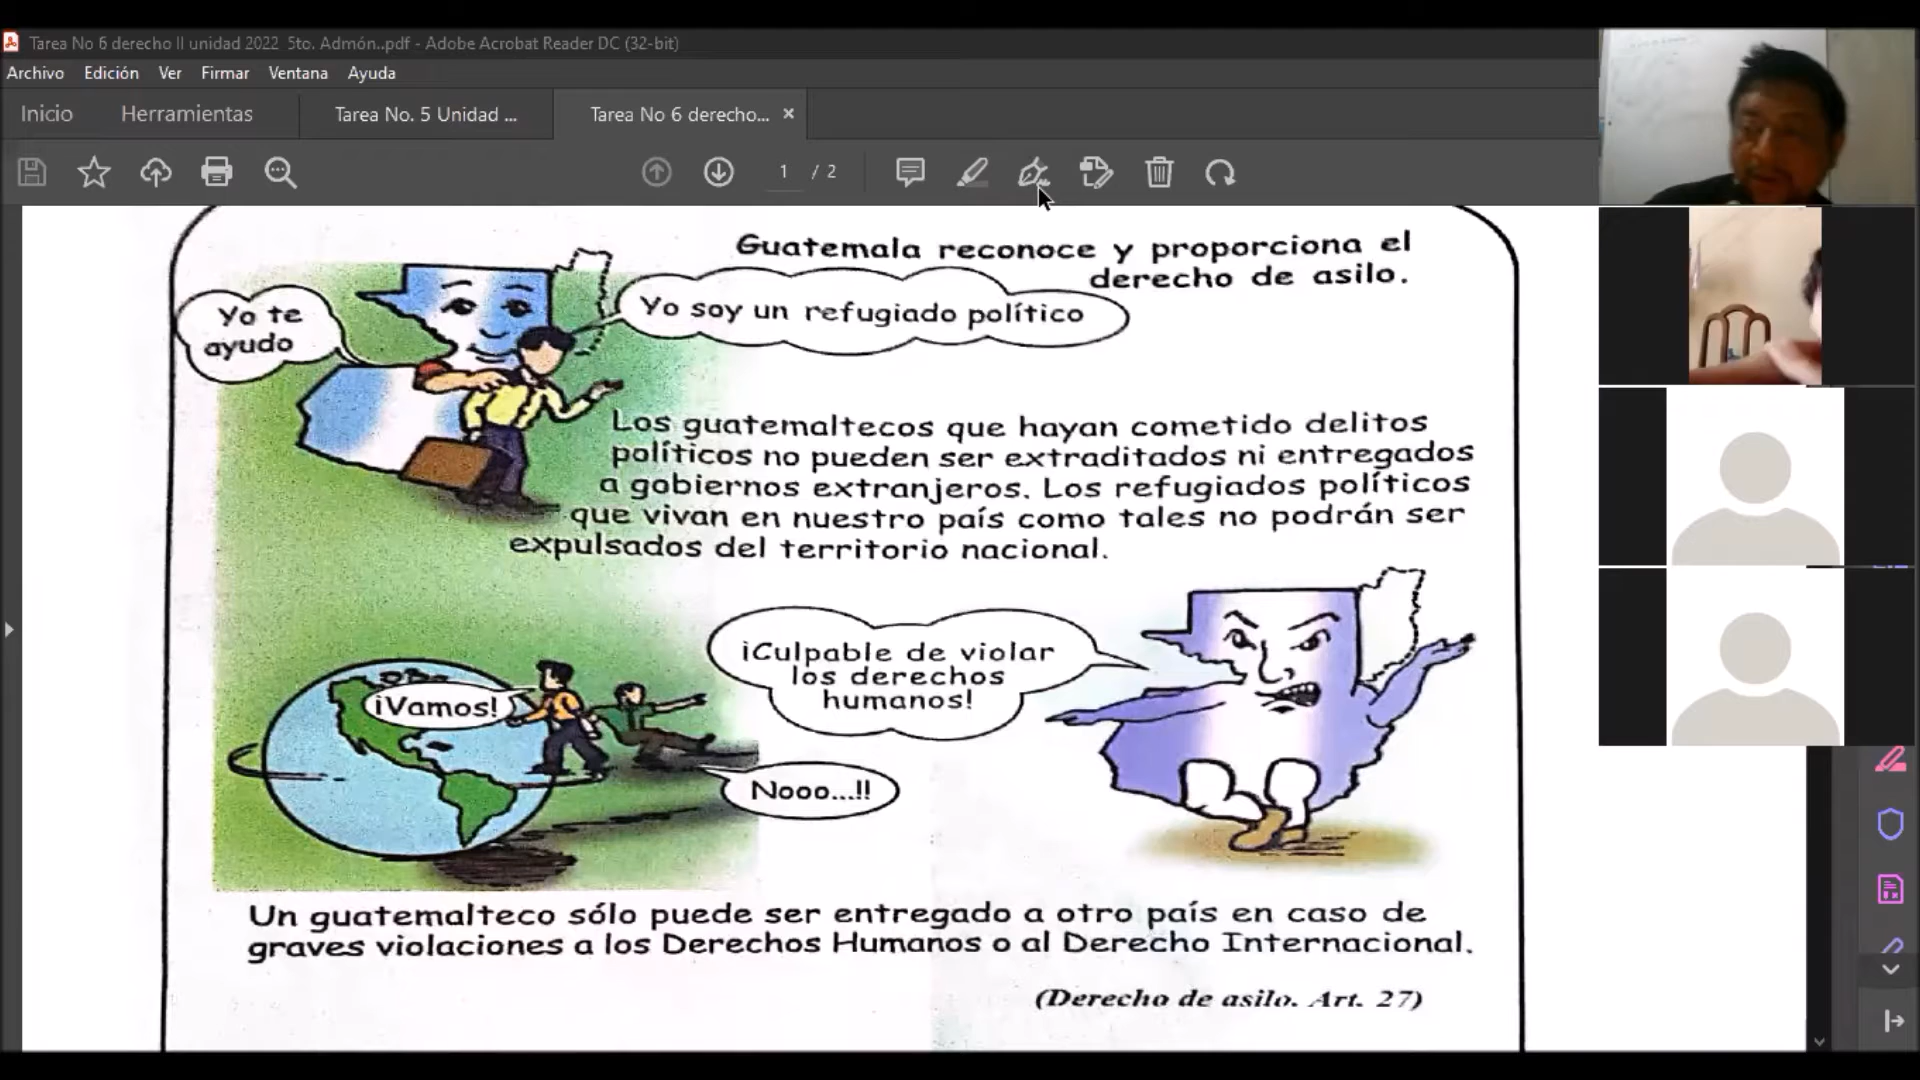 Tarea No 6 derecho II unidad 2022 5to. Admón..pdf - Adobe Acrobat Reader DC (32-bit)
Archivo Edición Ver Firmar Ventana Ayuda
Inicio Herramientas Tarea No. 5 Unidad ... Tarea No 6 derecho... ×
1 / 2
Guatemala reconoce y proporciona el
derecho de asilo.
Yo te
ayudo
Yo soy un refugiado político
Los guatemaltecos que hayan cometido delitos
políticos no pueden ser extraditados ni entregados
a gobiernos extranjeros. Los refugiados políticos
que vivan en nuestro país como tales no podrán ser
expulsados del territorio nacional.
¡Culpable de violar
los derechos
humanos!
¡Vamos!
Nooo...!!
Un guatemalteco sólo puede ser entregado a otro país en caso de
graves violaciones a los Derechos Humanos o al Derecho Internacional.
(Derecho de asilo. Art. 27)